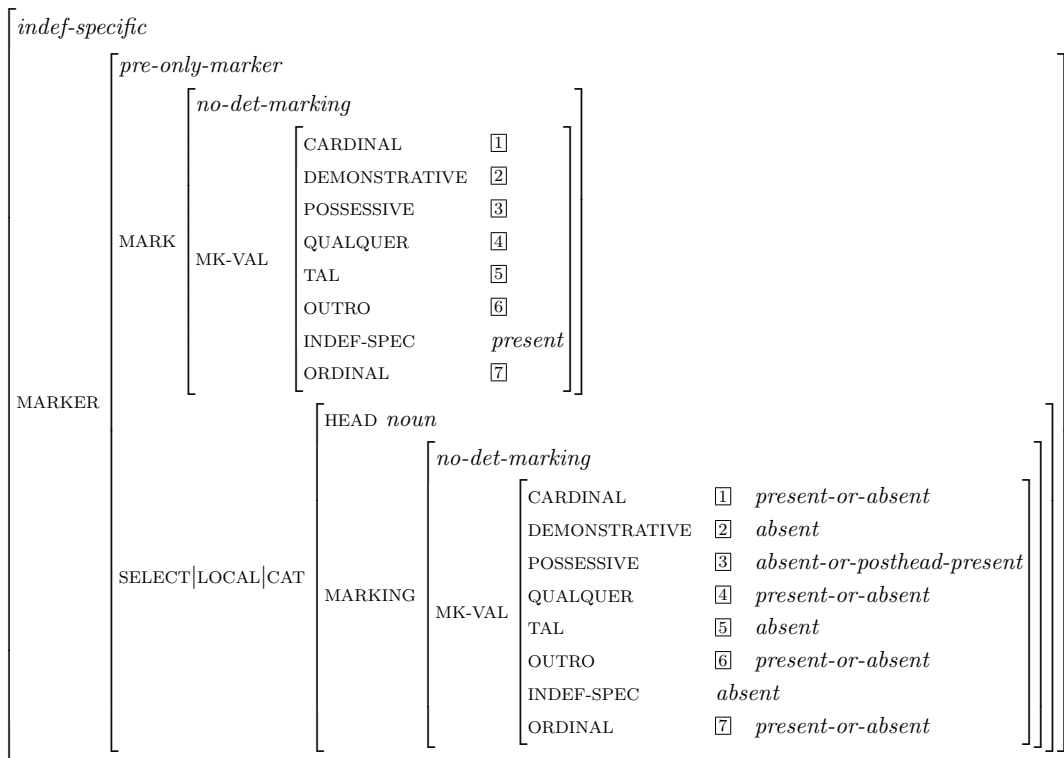 indef-specific
pre-only-marker
no-det-marking
CARDINAL 1
DEMONSTRATIVE 2
POSSESSIVE 3
MARK MK-VAL QUALQUER 4
TAL 5
OUTRO 6
INDEF-SPEC present
ORDINAL 7
MARKER
HEAD noun
no-det-marking
CARDINAL 1 present-or-absent
DEMONSTRATIVE 2 absent
SELECT|LOCAL|CAT MARKING MK-VAL POSSESSIVE 3 absent-or-posthead-present
QUALQUER 4 present-or-absent
TAL 5 absent
OUTRO 6 present-or-absent
INDEF-SPEC absent
ORDINAL 7 present-or-absent